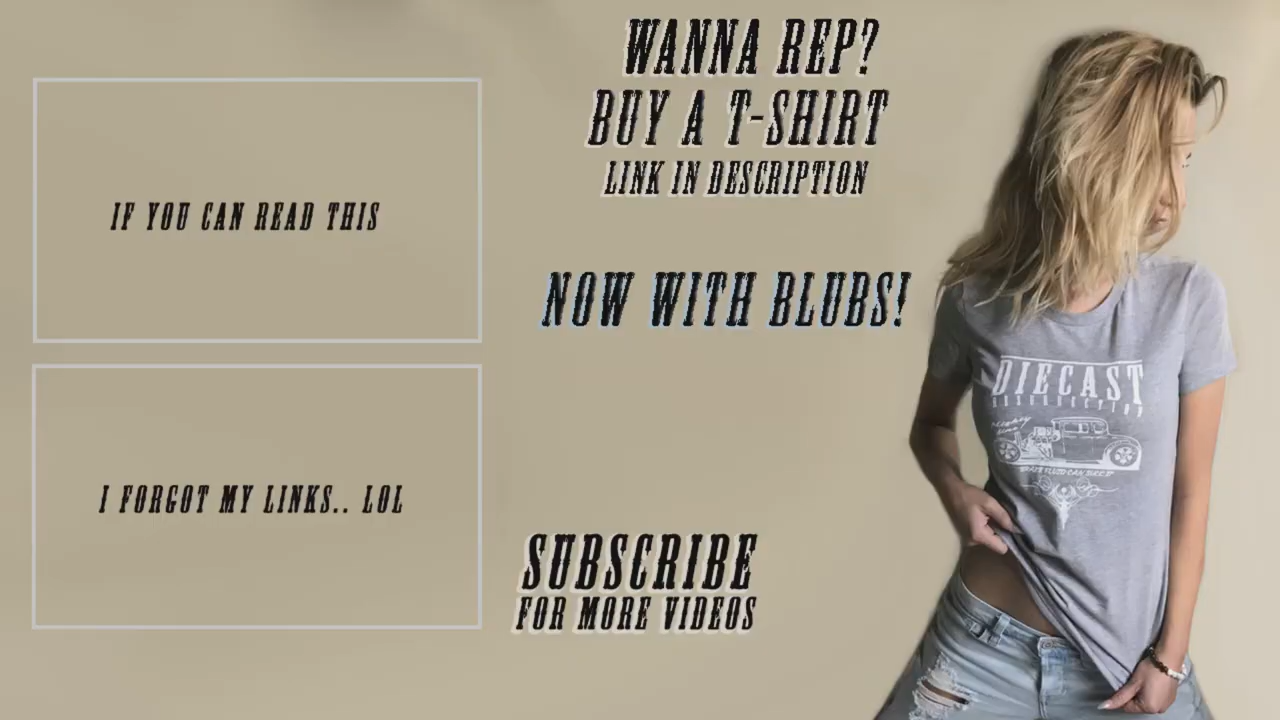 WANNA REP?
BUY A T-SHIRT
LINK IN DESCRIPTION
IF YOU CAN READ THIS
NOW WITH BLUBS!
I FORGOT MY LINKS.. LOL
SUBSCRIBE
FOR MORE VIDEOS
DIECAST
RESURRECTION